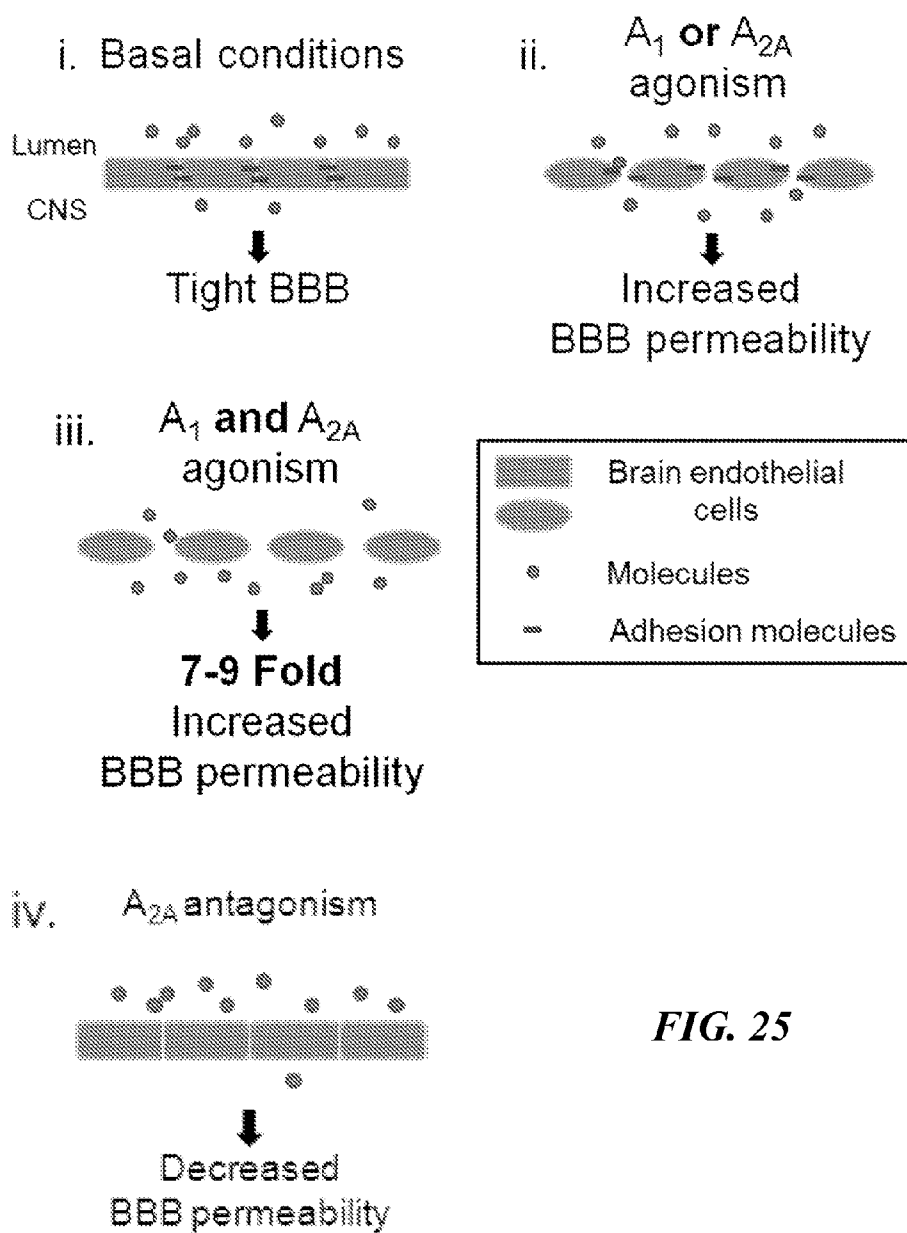 i. Basal conditions
Lumen
CNS
Tight BBB
ii.
A1 or A2A
agonism
Increased
BBB permeability
iii.
A1 and A2A
agonism
7-9 Fold
Increased
BBB permeability
Brain endothelial
cells
Molecules
Adhesion molecules
iv.
A2A antagonism
Decreased
BBB permeability
FIG. 25